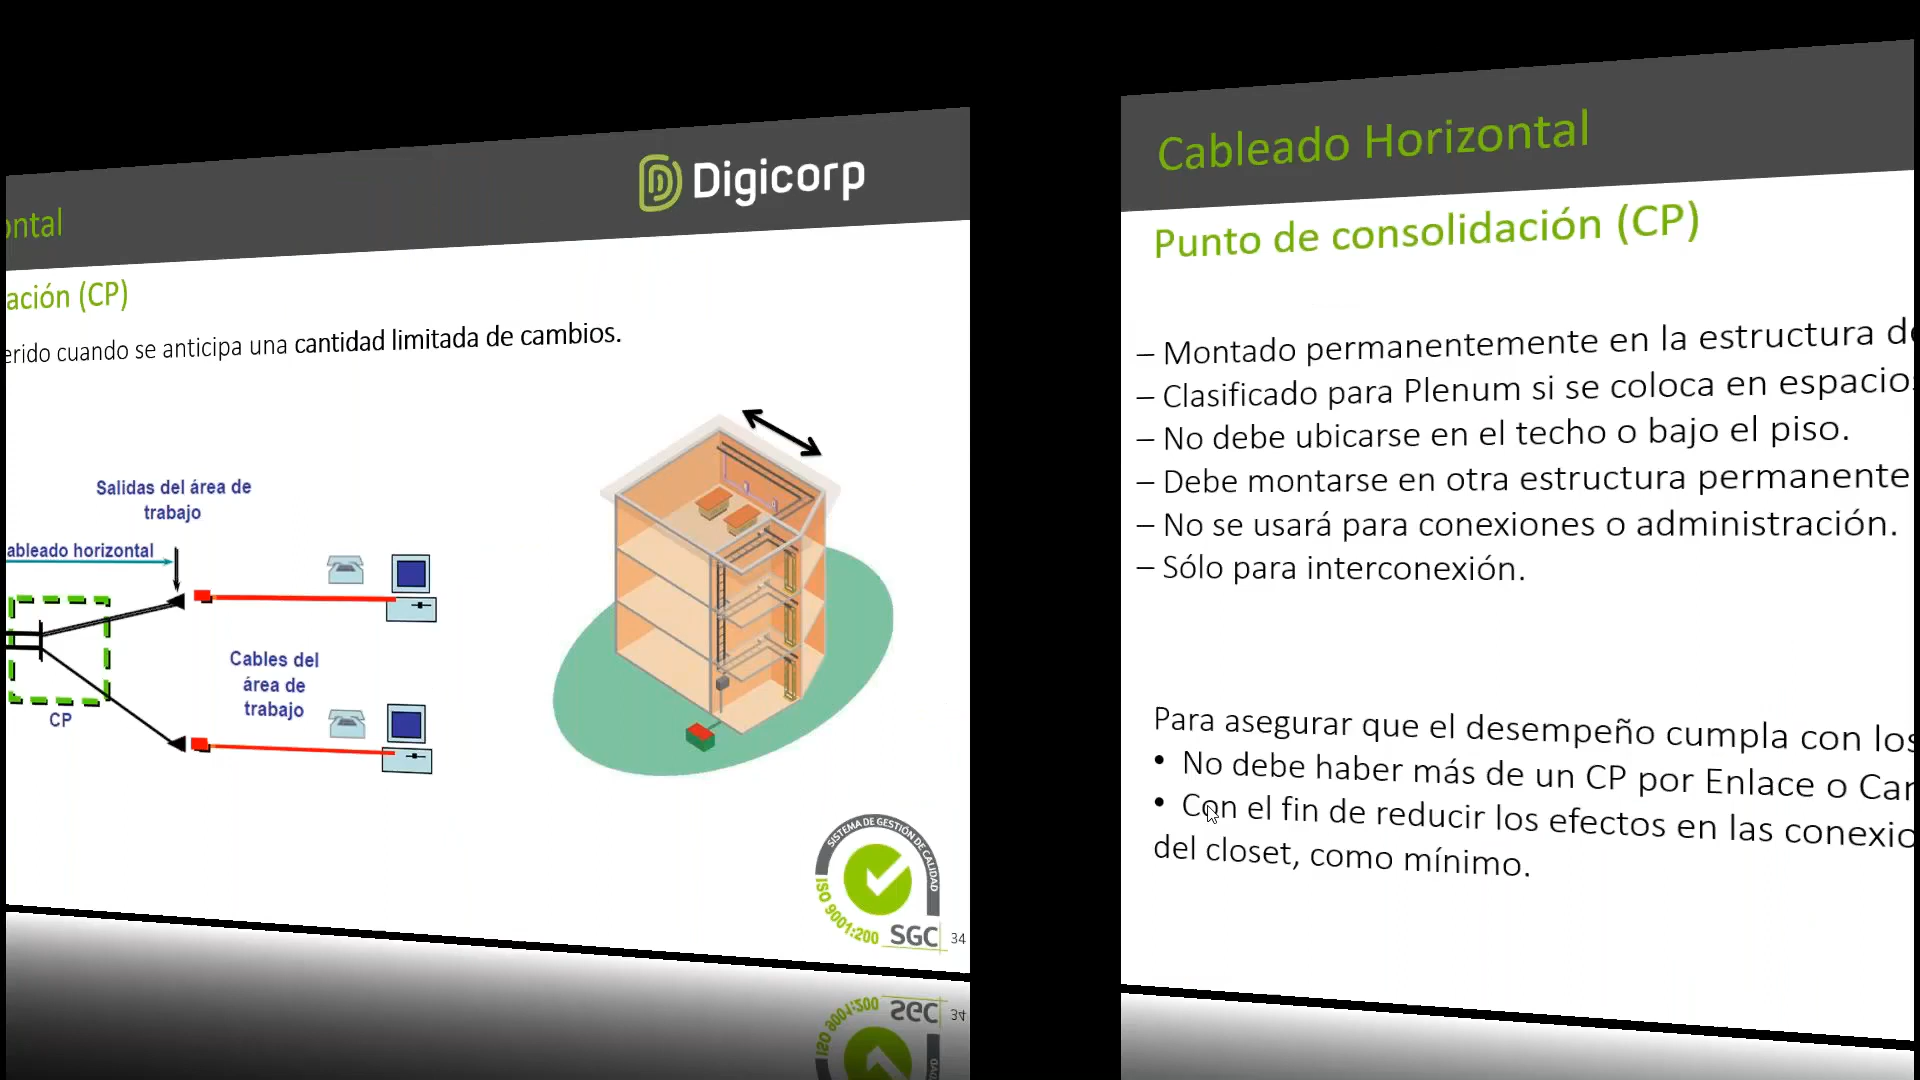 ontal
Digicorp
ación (CP)
erido cuando se anticipa una cantidad limitada de cambios.
Salidas del área de
trabajo
ableado horizontal
CP
Cables del
área de
trabajo
SISTEMA DE GESTIÓN DE CALIDAD
ISO 9001:200
SGC
34
Cableado Horizontal
Punto de consolidación (CP)
– Montado permanentemente en la estructura de
– Clasificado para Plenum si se coloca en espacios
– No debe ubicarse en el techo o bajo el piso.
– Debe montarse en otra estructura permanente
– No se usará para conexiones o administración.
– Sólo para interconexión.
Para asegurar que el desempeño cumpla con los
• No debe haber más de un CP por Enlace o Can
• Con el fin de reducir los efectos en las conexio
del closet, como mínimo.